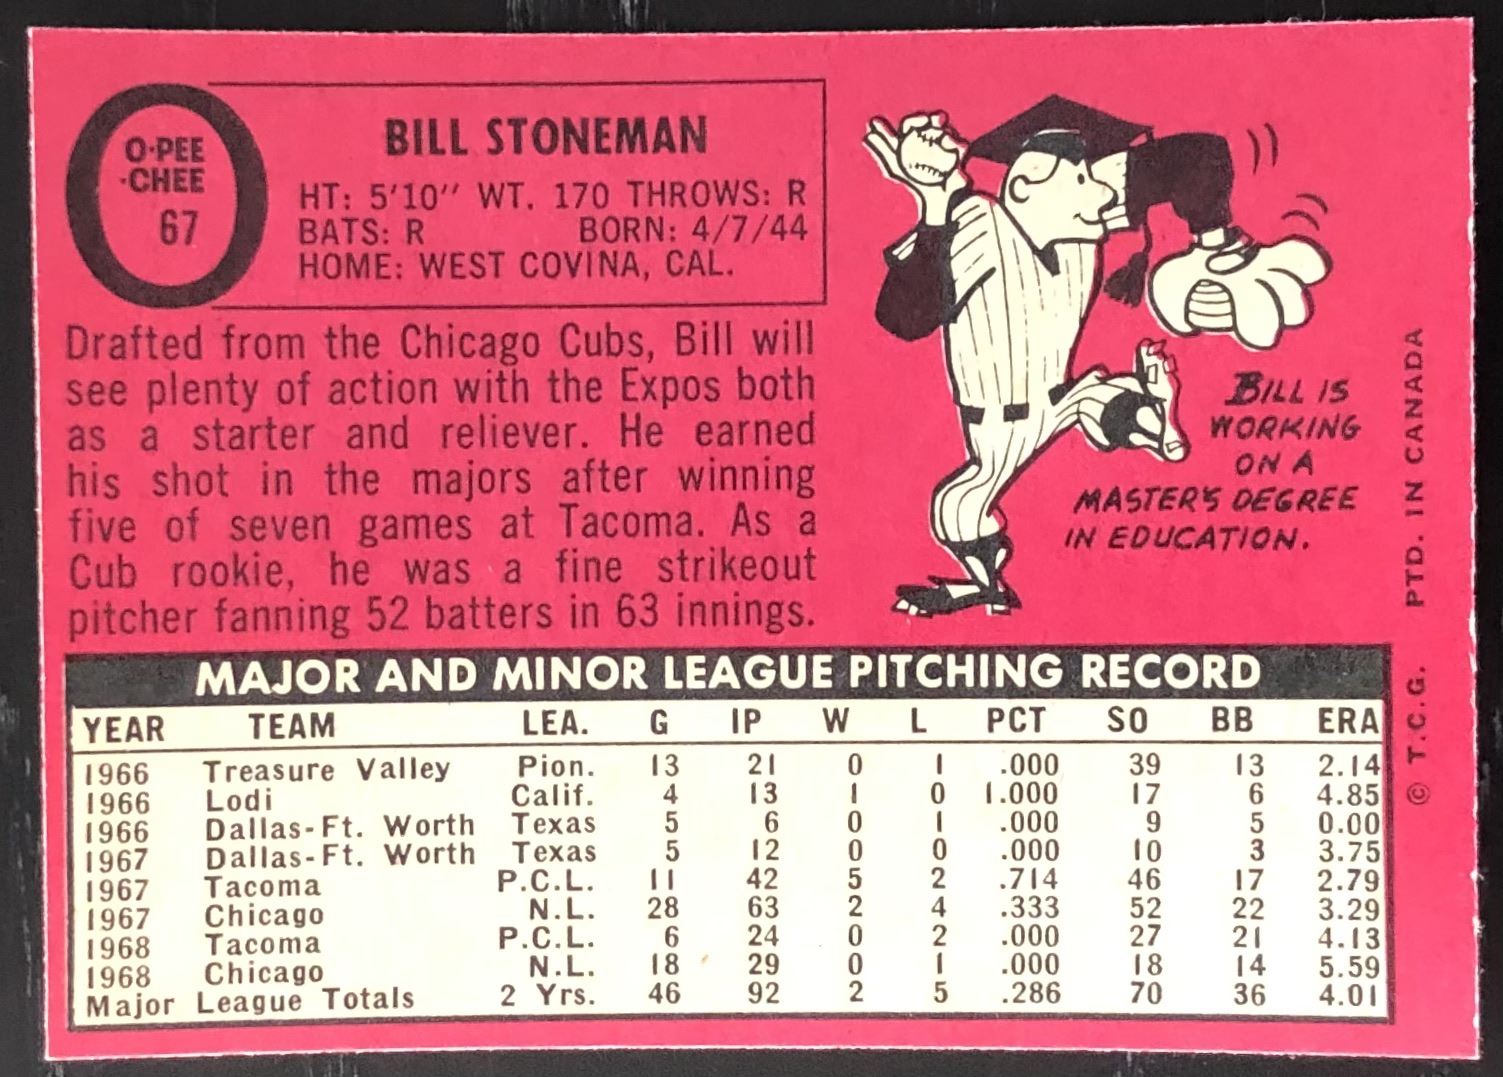 O-PEE
-CHEE
67
BILL STONEMAN
HT: 5'10" WT. 170 THROWS: R
BATS: R BORN: 4/7/44
HOME: WEST COVINA, CAL.
Drafted from the Chicago Cubs, Bill will
see plenty of action with the Expos both
as a starter and reliever. He earned
his shot in the majors after winning
five of seven games at Tacoma. As a
Cub rookie, he was a fine strikeout
pitcher fanning 52 batters in 63 innings.
BILL IS
WORKING
ON A
MASTER'S DEGREE
IN EDUCATION.
MAJOR AND MINOR LEAGUE PITCHING RECORD
YEAR TEAM LEA. G IP W L PCT SO BB ERA
1966 Treasure Valley Pion. 13 21 0 1 .000 39 13 2.14
1966 Lodi Calif. 4 13 1 0 1.000 17 6 4.85
1966 Dallas-Ft. Worth Texas 5 6 0 1 .000 9 5 0.00
1967 Dallas-Ft. Worth Texas 5 12 0 0 .000 10 3 3.75
1967 Tacoma P.C.L. 11 42 5 2 .714 46 17 2.79
1967 Chicago N.L. 28 63 2 4 .333 52 22 3.29
1968 Tacoma P.C.L. 6 24 0 2 .000 27 21 4.13
1968 Chicago N.L. 18 29 0 1 .000 18 14 5.59
Major League Totals 2 Yrs. 46 92 2 5 .286 70 36 4.01
© T.C.G. PTD. IN CANADA